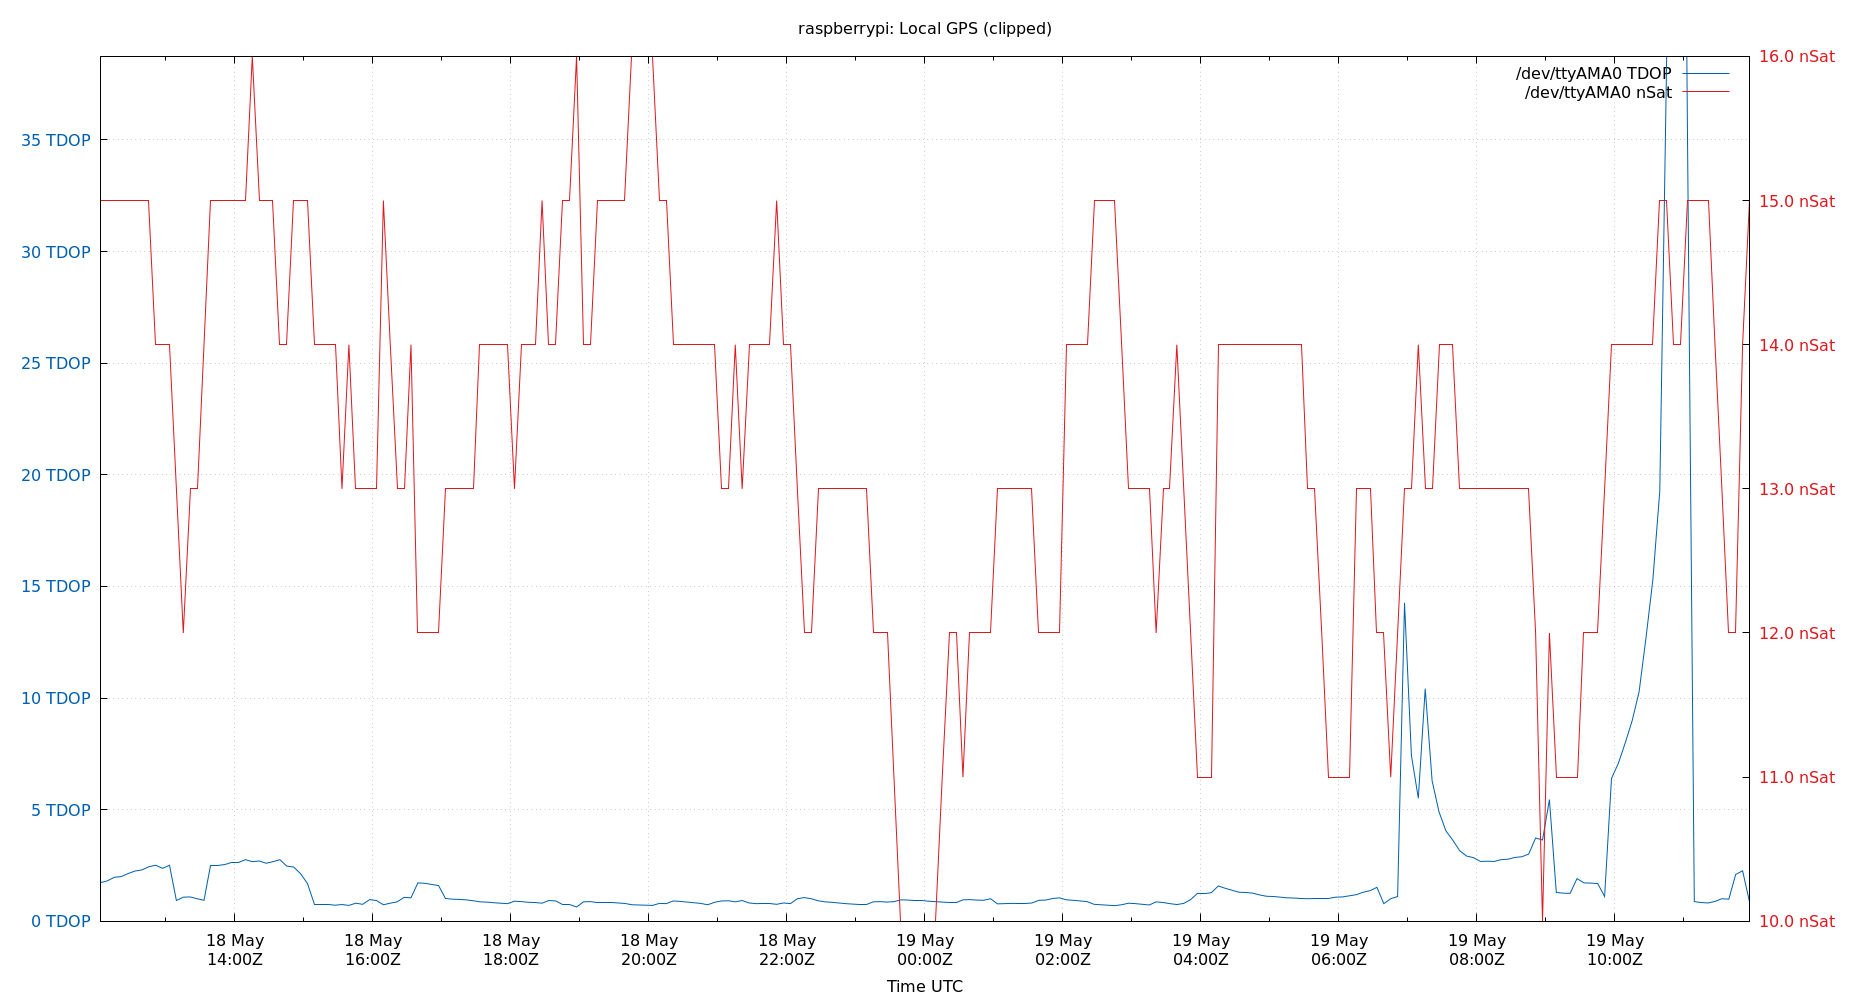 raspberrypi: Local GPS (clipped)
/dev/ttyAMA0 TDOP
/dev/ttyAMA0 nSat
35 TDOP
30 TDOP
25 TDOP
20 TDOP
15 TDOP
10 TDOP
5 TDOP
0 TDOP
16.0 nSat
15.0 nSat
14.0 nSat
13.0 nSat
12.0 nSat
11.0 nSat
10.0 nSat
18 May 18 May 18 May 18 May 18 May 19 May 19 May 19 May 19 May 19 May 19 May
14:00Z 16:00Z 18:00Z 20:00Z 22:00Z 00:00Z 02:00Z 04:00Z 06:00Z 08:00Z 10:00Z
Time UTC